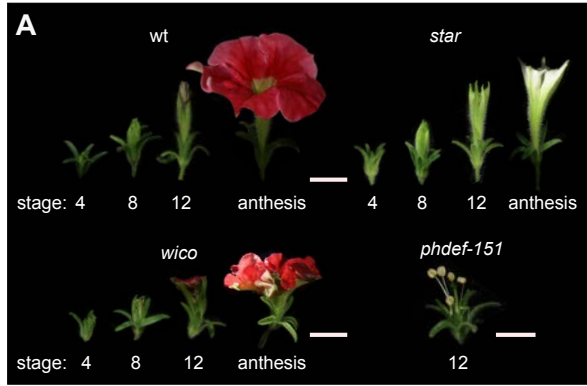 A
wt
star
stage: 4 8 12 anthesis
4 8 12 anthesis
wico
phdef-151
stage: 4 8 12 anthesis
12